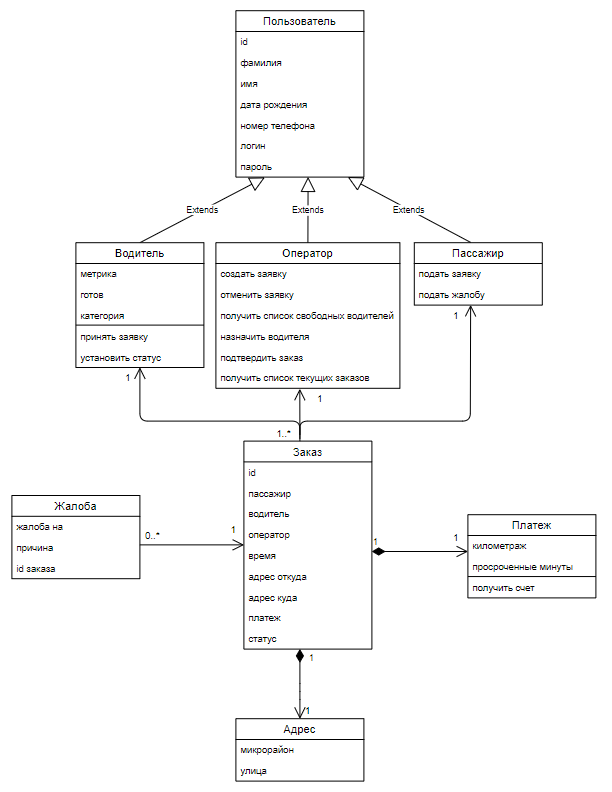 Пользователь
id
фамилия
имя
дата рождения
номер телефона
логин
пароль
Extends
Extends
Extends
Водитель
метрика
готов
категория
принять заявку
установить статус
Оператор
создать заявку
отменить заявку
получить список свободных водителей
назначить водителя
подтвердить заказ
получить список текущих заказов
Пассажир
подать заявку
подать жалобу
1
1
1
1..*
Заказ
id
пассажир
водитель
оператор
время
адрес откуда
адрес куда
платеж
статус
Жалоба
жалоба на
причина
id заказа
0..*
1
1
1
Платеж
километраж
просроченные минуты
получить счет
1
1
Адрес
микрорайон
улица